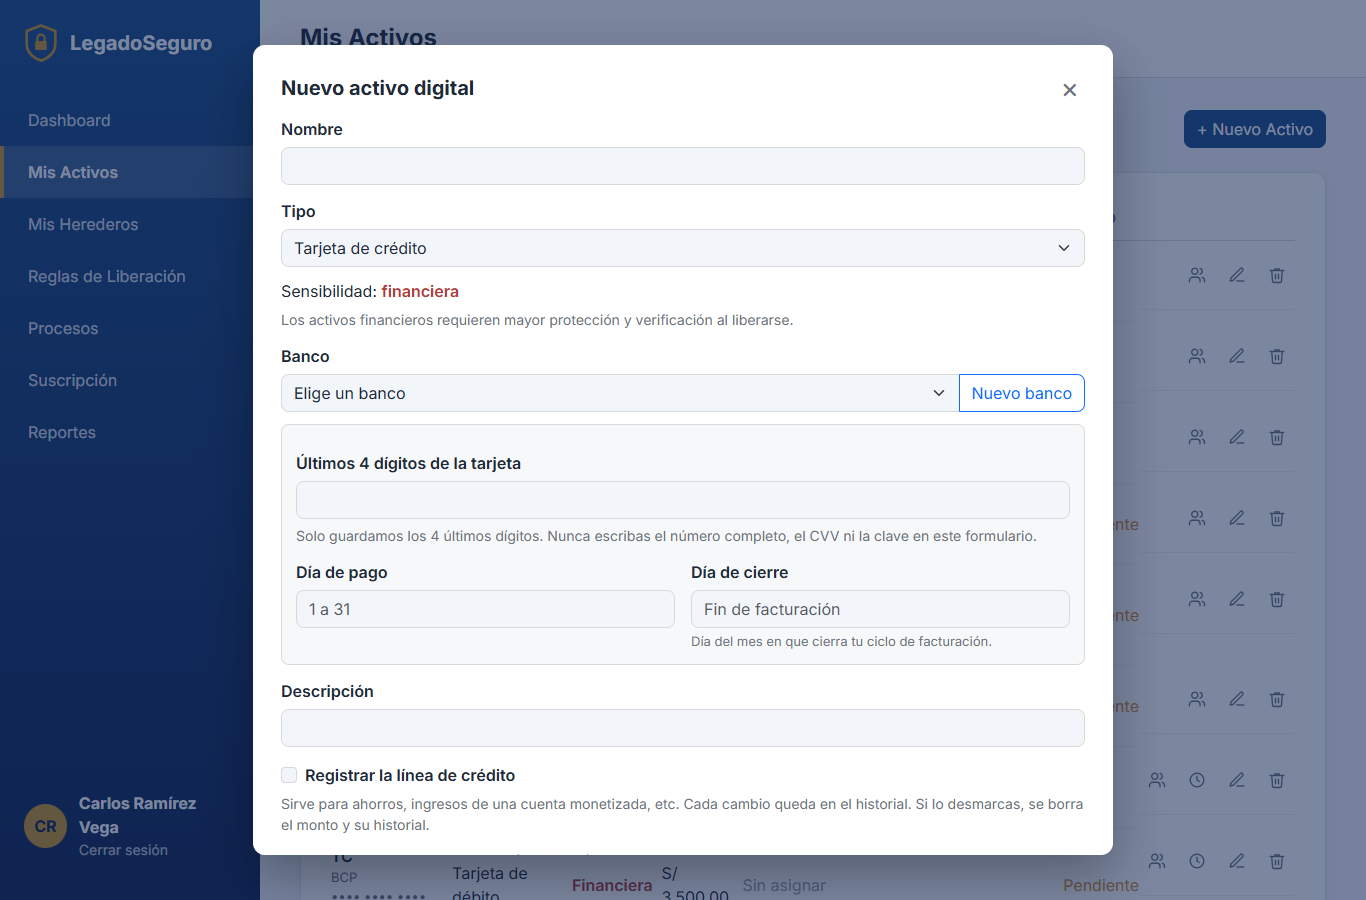 LegadoSeguro
Dashboard
Mis Activos
Mis Herederos
Reglas de Liberación
Procesos
Suscripción
Reportes
CR
Carlos Ramírez
Vega
Cerrar sesión
Mis Activos
+ Nuevo Activo
Nuevo activo digital
Nombre
Tipo
Tarjeta de crédito
Sensibilidad: financiera
Los activos financieros requieren mayor protección y verificación al liberarse.
Banco
Elige un banco
Nuevo banco
Últimos 4 dígitos de la tarjeta
Solo guardamos los 4 últimos dígitos. Nunca escribas el número completo, el CVV ni la clave en este formulario.
Día de pago
Día de cierre
1 a 31
Fin de facturación
Día del mes en que cierra tu ciclo de facturación.
Descripción
Registrar la línea de crédito
Sirve para ahorros, ingresos de una cuenta monetizada, etc. Cada cambio queda en el historial. Si lo desmarcas, se borra
el monto y su historial.
BCP
•••• •••• ••••
Tarjeta de
débito
Financiera
S/
3,500.00
Sin asignar
Pendiente